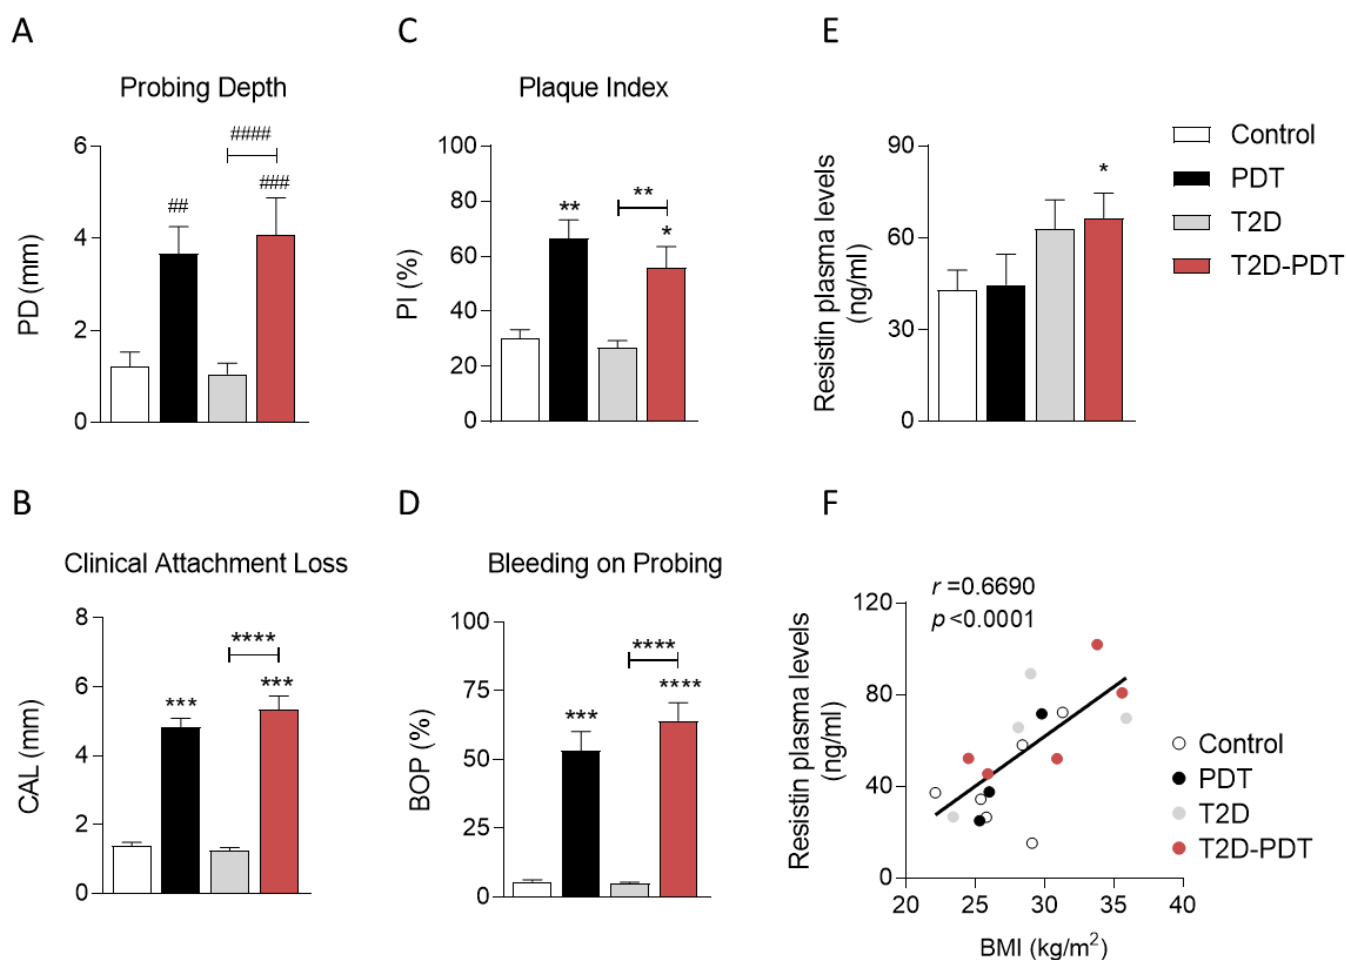 A
Probing Depth
PD (mm)
6
4
2
0
##
####
###
C
Plaque Index
PI (%)
100
80
60
40
20
0
**
**
*
E
Resistin plasma levels
(ng/ml)
90
60
30
0
*
Control
PDT
T2D
T2D-PDT
B
Clinical Attachment Loss
CAL (mm)
8
6
4
2
0
***
****
***
D
Bleeding on Probing
BOP (%)
100
75
50
25
0
***
****
****
F
r =0.6690
p <0.0001
Resistin plasma levels
(ng/ml)
120
80
40
0
20 25 30 35 40
BMI (kg/m²)
Control
PDT
T2D
T2D-PDT